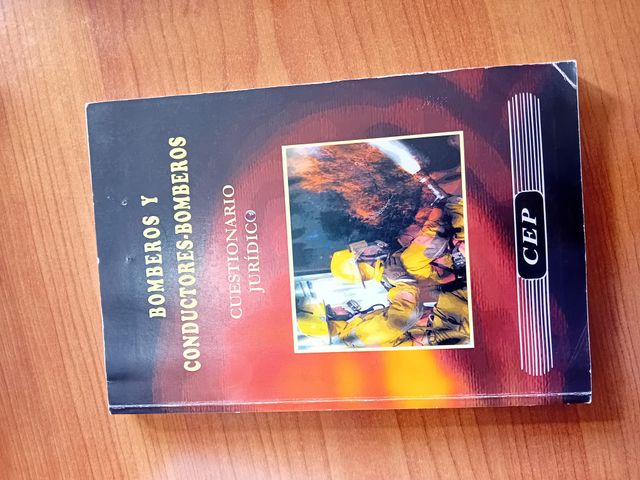 BOMBEROS Y
CONDUCTORES-BOMBEROS
CUESTIONARIO
JURÍDICO
CEP